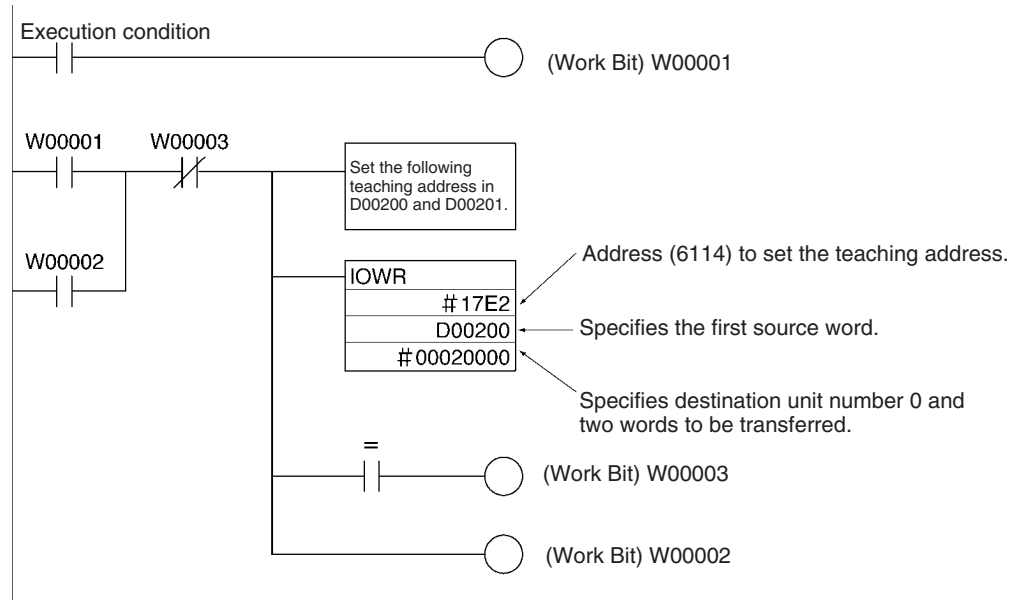 Execution condition
(Work Bit) W00001
W00001
W00003
Set the following
teaching address in
D00200 and D00201.
W00002
Address (6114) to set the teaching address.
IOWR
#17E2
D00200
Specifies the first source word.
#00020000
Specifies destination unit number 0 and
two words to be transferred.
=
(Work Bit) W00003
(Work Bit) W00002